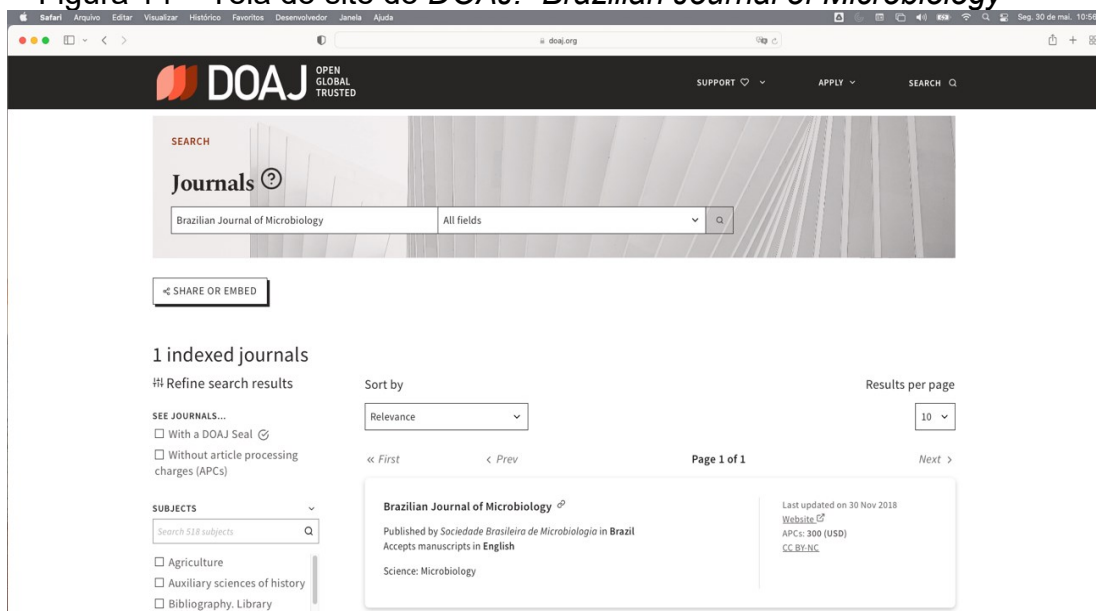 Figura 11 – Tela do site do DOAJ: "Brazilian Journal of Microbiology"
Safari Arquivo Editar Visualizar Histórico Favoritos Desenvolvedor Janela Ajuda Seg. 30 de mai. 10:56
doaj.org
DOAJ OPEN GLOBAL TRUSTED
SUPPORT APPLY SEARCH
SEARCH
Journals
Brazilian Journal of Microbiology All fields
SHARE OR EMBED
1 indexed journals
Refine search results Sort by Results per page
SEE JOURNALS... Relevance 10
With a DOAJ Seal
Without article processing charges (APCs)
« First < Prev Page 1 of 1 Next >
SUBJECTS
Search 518 subjects
Agriculture
Auxiliary sciences of history
Bibliography. Library
Brazilian Journal of Microbiology
Published by Sociedade Brasileira de Microbiologia in Brazil
Accepts manuscripts in English
Science: Microbiology
Last updated on 30 Nov 2018
Website
APCs: 300 (USD)
CC BY-NC